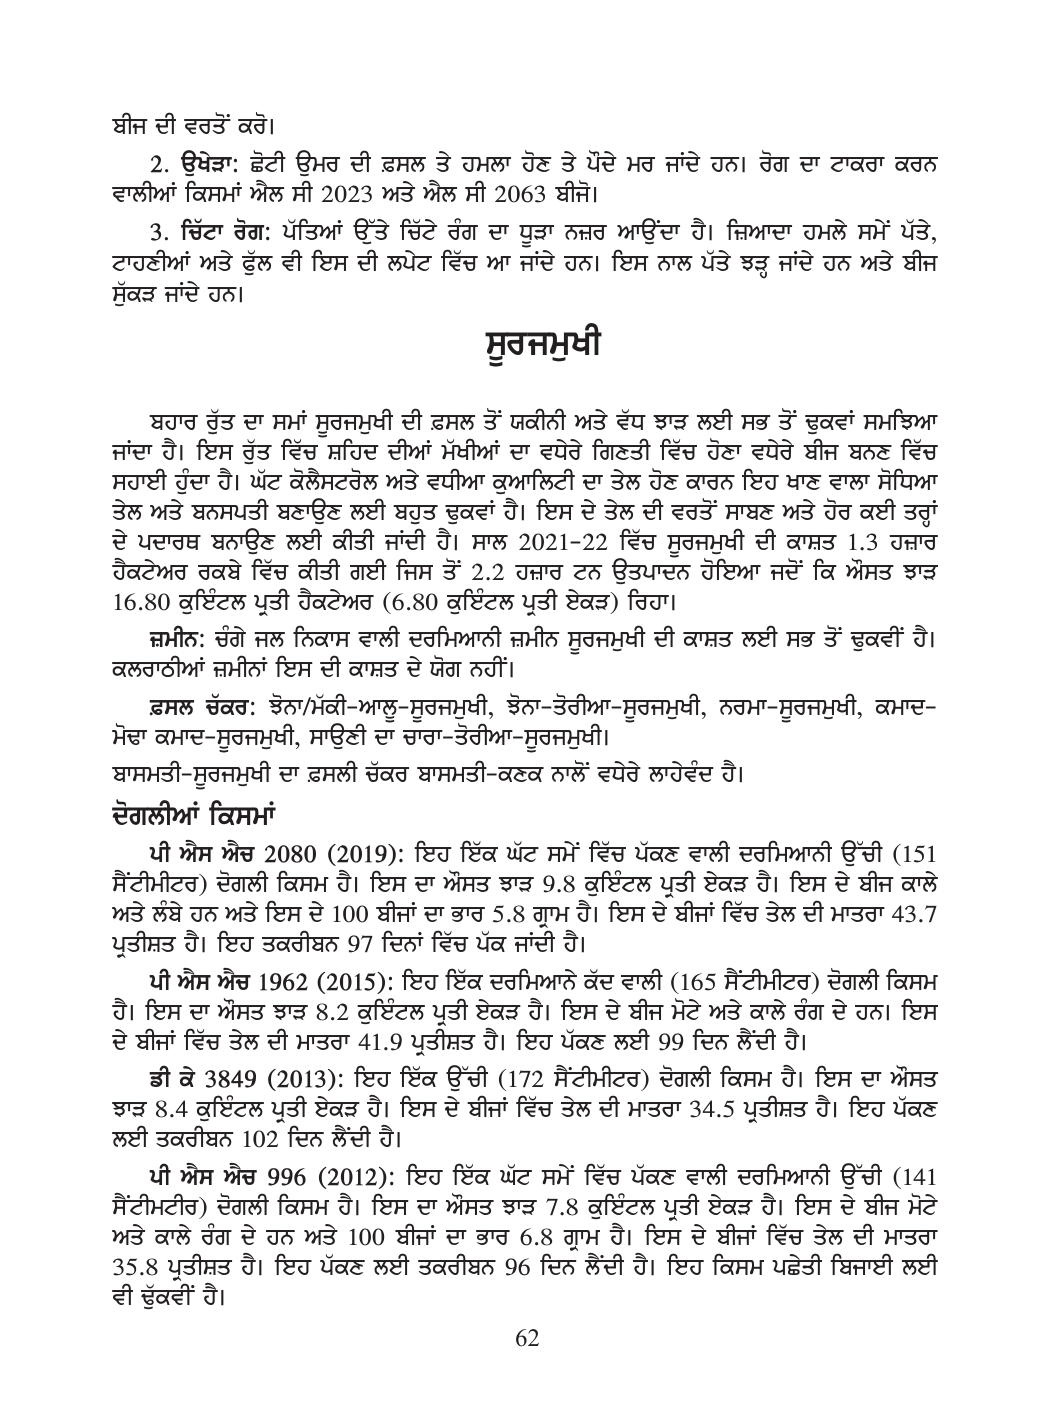 ਬੀਜ ਦੀ ਵਰਤੋਂ ਕਰੋ।
2. ਉਖੇੜਾ: ਛੋਟੀ ਉਮਰ ਦੀ ਫ਼ਸਲ ਤੇ ਹਮਲਾ ਹੋਣ ਤੇ ਪੌਦੇ ਮਰ ਜਾਂਦੇ ਹਨ। ਰੋਗ ਦਾ ਟਾਕਰਾ ਕਰਨ
ਵਾਲੀਆਂ ਕਿਸਮਾਂ ਐਲ ਸੀ 2023 ਅਤੇ ਐਲ ਸੀ 2063 ਬੀਜੋ।
3. ਚਿੱਟਾ ਰੋਗ: ਪੱਤਿਆਂ ਉੱਤੇ ਚਿੱਟੇ ਰੰਗ ਦਾ ਧੂੜਾ ਨਜ਼ਰ ਆਉਂਦਾ ਹੈ। ਜ਼ਿਆਦਾ ਹਮਲੇ ਸਮੇਂ ਪੱਤੇ,
ਟਾਹਣੀਆਂ ਅਤੇ ਫੁੱਲ ਵੀ ਇਸ ਦੀ ਲਪੇਟ ਵਿੱਚ ਆ ਜਾਂਦੇ ਹਨ। ਇਸ ਨਾਲ ਪੱਤੇ ਝੜ੍ਹ ਜਾਂਦੇ ਹਨ ਅਤੇ ਬੀਜ
ਸੁੱਕੜ ਜਾਂਦੇ ਹਨ।
ਸੂਰਜਮੁਖੀ
ਬਹਾਰ ਰੁੱਤ ਦਾ ਸਮਾਂ ਸੂਰਜਮੁਖੀ ਦੀ ਫ਼ਸਲ ਤੋਂ ਯਕੀਨੀ ਅਤੇ ਵੱਧ ਝਾੜ ਲਈ ਸਭ ਤੋਂ ਢੁਕਵਾਂ ਸਮਝਿਆ
ਜਾਂਦਾ ਹੈ। ਇਸ ਰੁੱਤ ਵਿੱਚ ਸ਼ਹਿਦ ਦੀਆਂ ਮੱਖੀਆਂ ਦਾ ਵਧੇਰੇ ਗਿਣਤੀ ਵਿੱਚ ਹੋਣਾ ਵਧੇਰੇ ਬੀਜ ਬਨਣ ਵਿੱਚ
ਸਹਾਈ ਹੁੰਦਾ ਹੈ। ਘੱਟ ਕੋਲੈਸਟਰੋਲ ਅਤੇ ਵਧੀਆ ਕੁਆਲਿਟੀ ਦਾ ਤੇਲ ਹੋਣ ਕਾਰਨ ਇਹ ਖਾਣ ਵਾਲਾ ਸੋਧਿਆ
ਤੇਲ ਅਤੇ ਬਨਸਪਤੀ ਬਣਾਉਣ ਲਈ ਬਹੁਤ ਢੁਕਵਾਂ ਹੈ। ਇਸ ਦੇ ਤੇਲ ਦੀ ਵਰਤੋਂ ਸਾਬਣ ਅਤੇ ਹੋਰ ਕਈ ਤਰ੍ਹਾਂ
ਦੇ ਪਦਾਰਥ ਬਨਾਉਣ ਲਈ ਕੀਤੀ ਜਾਂਦੀ ਹੈ। ਸਾਲ 2021-22 ਵਿੱਚ ਸੂਰਜਮੁਖੀ ਦੀ ਕਾਸ਼ਤ 1.3 ਹਜ਼ਾਰ
ਹੈਕਟੇਅਰ ਰਕਬੇ ਵਿੱਚ ਕੀਤੀ ਗਈ ਜਿਸ ਤੋਂ 2.2 ਹਜ਼ਾਰ ਟਨ ਉਤਪਾਦਨ ਹੋਇਆ ਜਦੋਂ ਕਿ ਔਸਤ ਝਾੜ
16.80 ਕੁਇੰਟਲ ਪ੍ਰਤੀ ਹੈਕਟੇਅਰ (6.80 ਕੁਇੰਟਲ ਪ੍ਰਤੀ ਏਕੜ) ਰਿਹਾ।
ਜ਼ਮੀਨ: ਚੰਗੇ ਜਲ ਨਿਕਾਸ ਵਾਲੀ ਦਰਮਿਆਨੀ ਜ਼ਮੀਨ ਸੂਰਜਮੁਖੀ ਦੀ ਕਾਸ਼ਤ ਲਈ ਸਭ ਤੋਂ ਢੁਕਵੀਂ ਹੈ।
ਕਲਰਾਠੀਆਂ ਜ਼ਮੀਨਾਂ ਇਸ ਦੀ ਕਾਸ਼ਤ ਦੇ ਯੋਗ ਨਹੀਂ।
ਫ਼ਸਲ ਚੱਕਰ: ਝੋਨਾ/ਮੱਕੀ-ਆਲੂ-ਸੂਰਜਮੁਖੀ, ਝੋਨਾ-ਤੋਰੀਆ-ਸੂਰਜਮੁਖੀ, ਨਰਮਾ-ਸੂਰਜਮੁਖੀ, ਕਮਾਦ-
ਮੋਢਾ ਕਮਾਦ-ਸੂਰਜਮੁਖੀ, ਸਾਉਣੀ ਦਾ ਚਾਰਾ-ਤੋਰੀਆ-ਸੂਰਜਮੁਖੀ।
ਬਾਸਮਤੀ-ਸੂਰਜਮੁਖੀ ਦਾ ਫ਼ਸਲੀ ਚੱਕਰ ਬਾਸਮਤੀ-ਕਣਕ ਨਾਲੋਂ ਵਧੇਰੇ ਲਾਹੇਵੰਦ ਹੈ।
ਦੋਗਲੀਆਂ ਕਿਸਮਾਂ
ਪੀ ਐਸ ਐਚ 2080 (2019): ਇਹ ਇੱਕ ਘੱਟ ਸਮੇਂ ਵਿੱਚ ਪੱਕਣ ਵਾਲੀ ਦਰਮਿਆਨੀ ਉੱਚੀ (151
ਸੈਂਟੀਮੀਟਰ) ਦੋਗਲੀ ਕਿਸਮ ਹੈ। ਇਸ ਦਾ ਔਸਤ ਝਾੜ 9.8 ਕੁਇੰਟਲ ਪ੍ਰਤੀ ਏਕੜ ਹੈ। ਇਸ ਦੇ ਬੀਜ ਕਾਲੇ
ਅਤੇ ਲੰਬੇ ਹਨ ਅਤੇ ਇਸ ਦੇ 100 ਬੀਜਾਂ ਦਾ ਭਾਰ 5.8 ਗ੍ਰਾਮ ਹੈ। ਇਸ ਦੇ ਬੀਜਾਂ ਵਿੱਚ ਤੇਲ ਦੀ ਮਾਤਰਾ 43.7
ਪ੍ਰਤੀਸ਼ਤ ਹੈ। ਇਹ ਤਕਰੀਬਨ 97 ਦਿਨਾਂ ਵਿੱਚ ਪੱਕ ਜਾਂਦੀ ਹੈ।
ਪੀ ਐਸ ਐਚ 1962 (2015): ਇਹ ਇੱਕ ਦਰਮਿਆਨੇ ਕੱਦ ਵਾਲੀ (165 ਸੈਂਟੀਮੀਟਰ) ਦੋਗਲੀ ਕਿਸਮ
ਹੈ। ਇਸ ਦਾ ਔਸਤ ਝਾੜ 8.2 ਕੁਇੰਟਲ ਪ੍ਰਤੀ ਏਕੜ ਹੈ। ਇਸ ਦੇ ਬੀਜ ਮੋਟੇ ਅਤੇ ਕਾਲੇ ਰੰਗ ਦੇ ਹਨ। ਇਸ
ਦੇ ਬੀਜਾਂ ਵਿੱਚ ਤੇਲ ਦੀ ਮਾਤਰਾ 41.9 ਪ੍ਰਤੀਸ਼ਤ ਹੈ। ਇਹ ਪੱਕਣ ਲਈ 99 ਦਿਨ ਲੈਂਦੀ ਹੈ।
ਡੀ ਕੇ 3849 (2013): ਇਹ ਇੱਕ ਉੱਚੀ (172 ਸੈਂਟੀਮੀਟਰ) ਦੋਗਲੀ ਕਿਸਮ ਹੈ। ਇਸ ਦਾ ਔਸਤ
ਝਾੜ 8.4 ਕੁਇੰਟਲ ਪ੍ਰਤੀ ਏਕੜ ਹੈ। ਇਸ ਦੇ ਬੀਜਾਂ ਵਿੱਚ ਤੇਲ ਦੀ ਮਾਤਰਾ 34.5 ਪ੍ਰਤੀਸ਼ਤ ਹੈ। ਇਹ ਪੱਕਣ
ਲਈ ਤਕਰੀਬਨ 102 ਦਿਨ ਲੈਂਦੀ ਹੈ।
ਪੀ ਐਸ ਐਚ 996 (2012): ਇਹ ਇੱਕ ਘੱਟ ਸਮੇਂ ਵਿੱਚ ਪੱਕਣ ਵਾਲੀ ਦਰਮਿਆਨੀ ਉੱਚੀ (141
ਸੈਂਟੀਮਟੀਰ) ਦੋਗਲੀ ਕਿਸਮ ਹੈ। ਇਸ ਦਾ ਔਸਤ ਝਾੜ 7.8 ਕੁਇੰਟਲ ਪ੍ਰਤੀ ਏਕੜ ਹੈ। ਇਸ ਦੇ ਬੀਜ ਮੋਟੇ
ਅਤੇ ਕਾਲੇ ਰੰਗ ਦੇ ਹਨ ਅਤੇ 100 ਬੀਜਾਂ ਦਾ ਭਾਰ 6.8 ਗ੍ਰਾਮ ਹੈ। ਇਸ ਦੇ ਬੀਜਾਂ ਵਿੱਚ ਤੇਲ ਦੀ ਮਾਤਰਾ
35.8 ਪ੍ਰਤੀਸ਼ਤ ਹੈ। ਇਹ ਪੱਕਣ ਲਈ ਤਕਰੀਬਨ 96 ਦਿਨ ਲੈਂਦੀ ਹੈ। ਇਹ ਕਿਸਮ ਪਛੇਤੀ ਬਿਜਾਈ ਲਈ
ਵੀ ਢੁੱਕਵੀਂ ਹੈ।
62